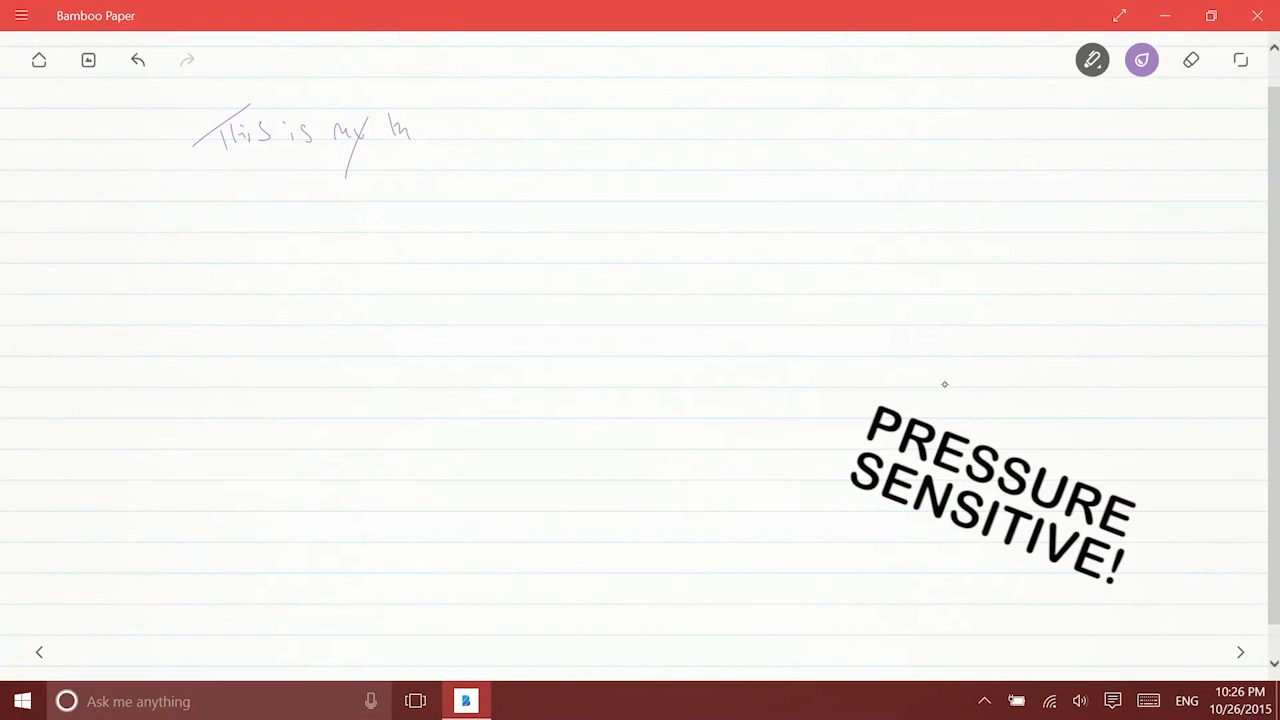 Bamboo Paper
This is my
PRESSURE
SENSITIVE!
Ask me anything
ENG
10:26 PM
10/26/2015